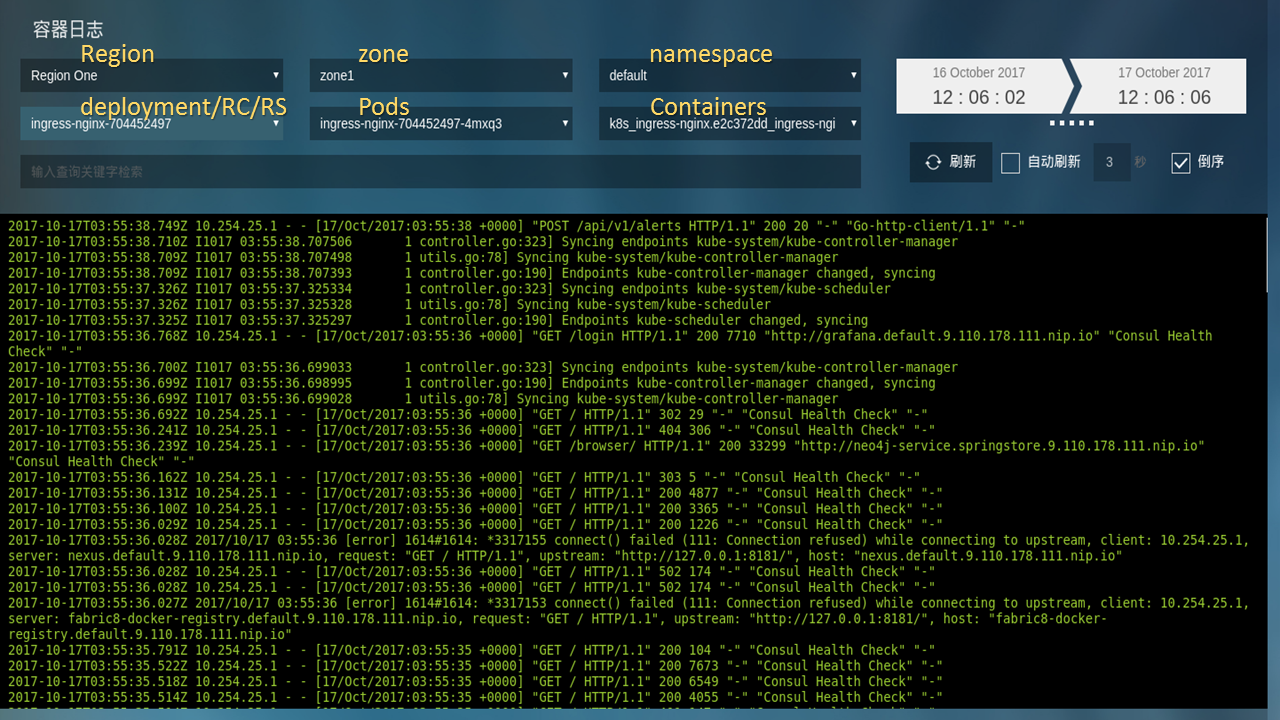 容器日志
Region zone namespace
Region One zone1 default
16 October 2017 17 October 2017
12 : 06 : 02 12 : 06 : 06
deployment/RC/RS Pods Containers
ingress-nginx-704452497 ingress-nginx-704452497-4mxq3 k8s_ingress-nginx.e2c372dd_ingress-ngi
刷新 自动刷新 3 秒 倒序
输入查询关键字检索
2017-10-17T03:55:38.749Z 10.254.25.1 - - [17/Oct/2017:03:55:38 +0000] "POST /api/v1/alerts HTTP/1.1" 200 20 "-" "Go-http-client/1.1" "-"
2017-10-17T03:55:38.710Z I1017 03:55:38.707506 1 controller.go:323] Syncing endpoints kube-system/kube-controller-manager
2017-10-17T03:55:38.709Z I1017 03:55:38.707498 1 utils.go:78] Syncing kube-system/kube-controller-manager
2017-10-17T03:55:38.709Z I1017 03:55:38.707393 1 controller.go:190] Endpoints kube-controller-manager changed, syncing
2017-10-17T03:55:37.326Z I1017 03:55:37.325334 1 controller.go:323] Syncing endpoints kube-system/kube-scheduler
2017-10-17T03:55:37.326Z I1017 03:55:37.325328 1 utils.go:78] Syncing kube-system/kube-scheduler
2017-10-17T03:55:37.325Z I1017 03:55:37.325297 1 controller.go:190] Endpoints kube-scheduler changed, syncing
2017-10-17T03:55:36.768Z 10.254.25.1 - - [17/Oct/2017:03:55:36 +0000] "GET /login HTTP/1.1" 200 7710 "http://grafana.default.9.110.178.111.nip.io" "Consul Health
Check" "-"
2017-10-17T03:55:36.700Z I1017 03:55:36.699033 1 controller.go:323] Syncing endpoints kube-system/kube-controller-manager
2017-10-17T03:55:36.699Z I1017 03:55:36.698995 1 controller.go:190] Endpoints kube-controller-manager changed, syncing
2017-10-17T03:55:36.699Z I1017 03:55:36.699028 1 utils.go:78] Syncing kube-system/kube-controller-manager
2017-10-17T03:55:36.692Z 10.254.25.1 - - [17/Oct/2017:03:55:36 +0000] "GET / HTTP/1.1" 302 29 "-" "Consul Health Check" "-"
2017-10-17T03:55:36.241Z 10.254.25.1 - - [17/Oct/2017:03:55:36 +0000] "GET / HTTP/1.1" 404 306 "-" "Consul Health Check" "-"
2017-10-17T03:55:36.239Z 10.254.25.1 - - [17/Oct/2017:03:55:36 +0000] "GET /browser/ HTTP/1.1" 200 33299 "http://neo4j-service.springstore.9.110.178.111.nip.io"
"Consul Health Check" "-"
2017-10-17T03:55:36.162Z 10.254.25.1 - - [17/Oct/2017:03:55:36 +0000] "GET / HTTP/1.1" 303 5 "-" "Consul Health Check" "-"
2017-10-17T03:55:36.131Z 10.254.25.1 - - [17/Oct/2017:03:55:36 +0000] "GET / HTTP/1.1" 200 4877 "-" "Consul Health Check" "-"
2017-10-17T03:55:36.100Z 10.254.25.1 - - [17/Oct/2017:03:55:36 +0000] "GET / HTTP/1.1" 200 3365 "-" "Consul Health Check" "-"
2017-10-17T03:55:36.029Z 10.254.25.1 - - [17/Oct/2017:03:55:36 +0000] "GET / HTTP/1.1" 200 1226 "-" "Consul Health Check" "-"
2017-10-17T03:55:36.028Z 2017/10/17 03:55:36 [error] 1614#1614: *3317155 connect() failed (111: Connection refused) while connecting to upstream, client: 10.254.25.1,
server: nexus.default.9.110.178.111.nip.io, request: "GET / HTTP/1.1", upstream: "http://127.0.0.1:8181/", host: "nexus.default.9.110.178.111.nip.io"
2017-10-17T03:55:36.028Z 10.254.25.1 - - [17/Oct/2017:03:55:36 +0000] "GET / HTTP/1.1" 502 174 "-" "Consul Health Check" "-"
2017-10-17T03:55:36.028Z 10.254.25.1 - - [17/Oct/2017:03:55:36 +0000] "GET / HTTP/1.1" 502 174 "-" "Consul Health Check" "-"
2017-10-17T03:55:36.027Z 2017/10/17 03:55:36 [error] 1614#1614: *3317153 connect() failed (111: Connection refused) while connecting to upstream, client: 10.254.25.1,
server: fabric8-docker-registry.default.9.110.178.111.nip.io, request: "GET / HTTP/1.1", upstream: "http://127.0.0.1:8181/", host: "fabric8-docker-
registry.default.9.110.178.111.nip.io"
2017-10-17T03:55:35.791Z 10.254.25.1 - - [17/Oct/2017:03:55:35 +0000] "GET / HTTP/1.1" 200 104 "-" "Consul Health Check" "-"
2017-10-17T03:55:35.522Z 10.254.25.1 - - [17/Oct/2017:03:55:35 +0000] "GET / HTTP/1.1" 200 7673 "-" "Consul Health Check" "-"
2017-10-17T03:55:35.518Z 10.254.25.1 - - [17/Oct/2017:03:55:35 +0000] "GET / HTTP/1.1" 200 6549 "-" "Consul Health Check" "-"
2017-10-17T03:55:35.514Z 10.254.25.1 - - [17/Oct/2017:03:55:35 +0000] "GET / HTTP/1.1" 200 4055 "-" "Consul Health Check" "-"